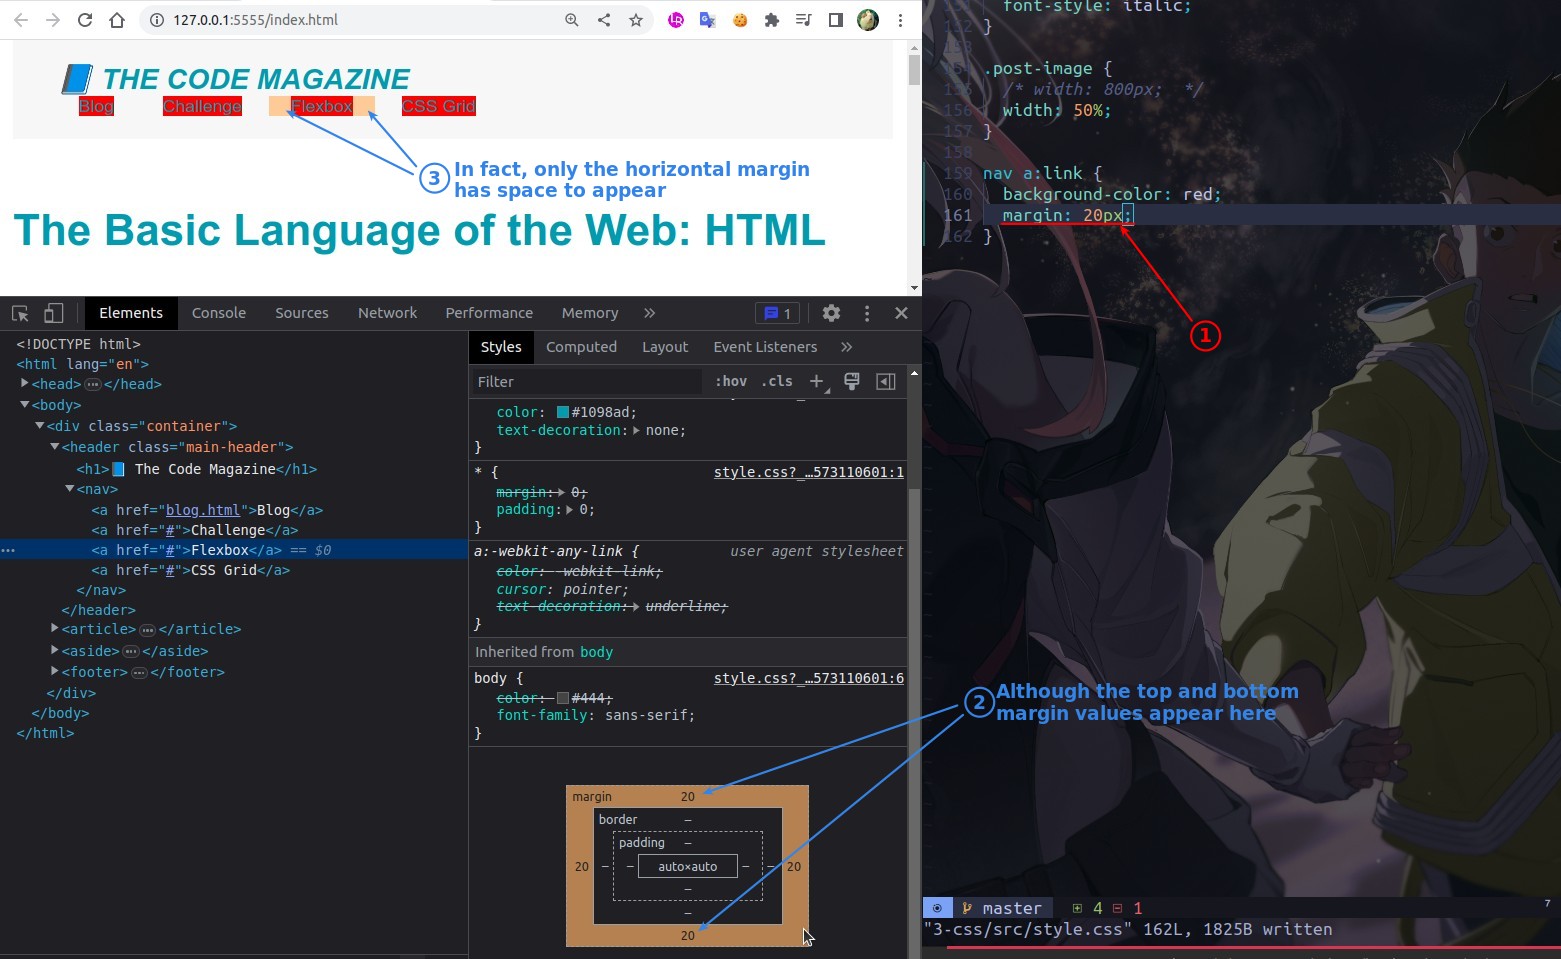 127.0.0.1:5555/index.html
THE CODE MAGAZINE
Blog Challenge Flexbox CSS Grid
3 In fact, only the horizontal margin
has space to appear
The Basic Language of the Web: HTML
Elements Console Sources Network Performance Memory » 1
<!DOCTYPE html>
<html lang="en">
<head> ··· </head>
<body>
<div class="container">
<header class="main-header">
<h1>📘 The Code Magazine</h1>
<nav>
<a href="blog.html">Blog</a>
<a href="#">Challenge</a>
<a href="#">Flexbox</a> == $0
<a href="#">CSS Grid</a>
</nav>
</header>
<article> ··· </article>
<aside> ··· </aside>
<footer> ··· </footer>
</div>
</body>
</html>
Styles Computed Layout Event Listeners »
Filter :hov .cls +
color: #1098ad;
text-decoration: none;
}
* { style.css?_…573110601:1
margin: 0;
padding: 0;
}
a:-webkit-any-link { user agent stylesheet
color: -webkit-link;
cursor: pointer;
text-decoration: underline;
}
Inherited from body
body { style.css?_…573110601:6
color: #444;
font-family: sans-serif;
}
margin 20
border –
padding –
20 – – auto×auto – – 20
–
–
20
font-style: italic;
152 }
153
.post-image {
/* width: 800px;  */
156 width: 50%;
157 }
158
159 nav a:link {
160 background-color: red;
161 margin: 20px;
162 }
1
2 Although the top and bottom
margin values appear here
master 4 1 7
"3-css/src/style.css" 162L, 1825B written